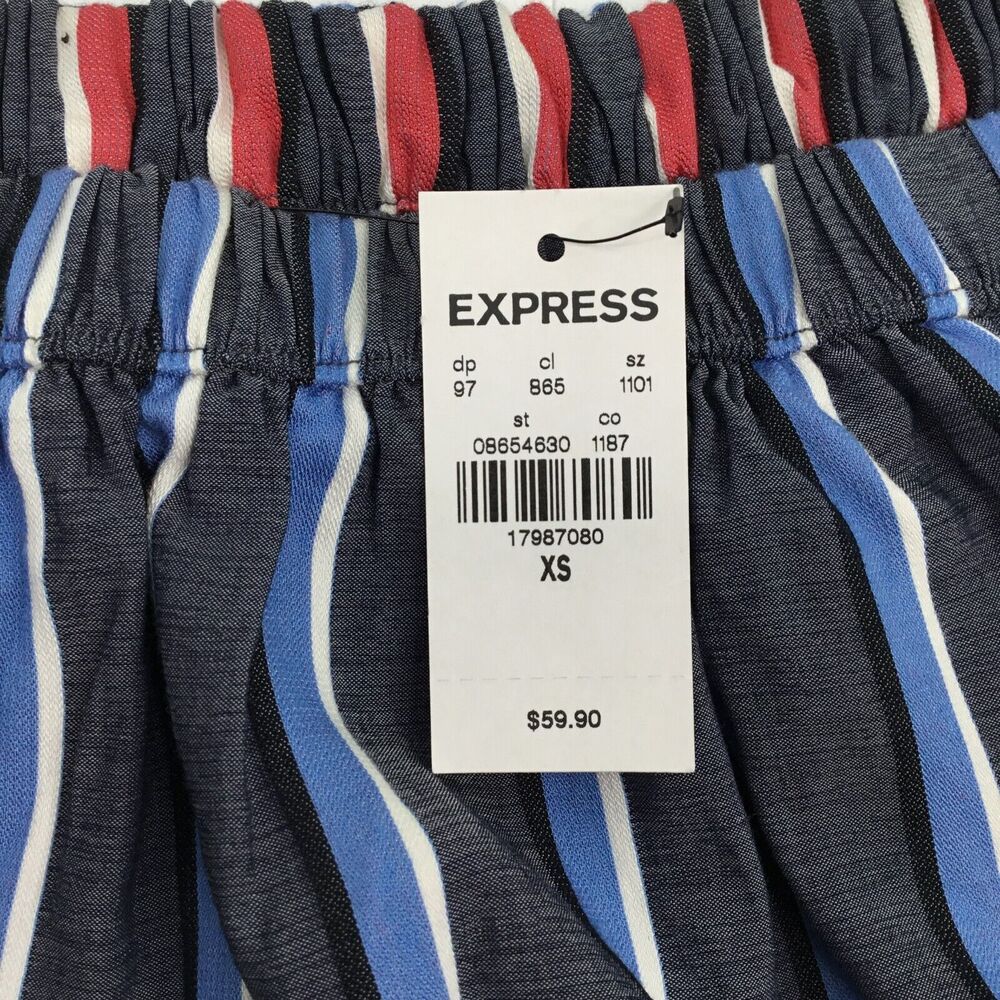 EXPRESS
dp cl sz
97 865 1101
st co
08654630 1187
17987080
XS
$59.90